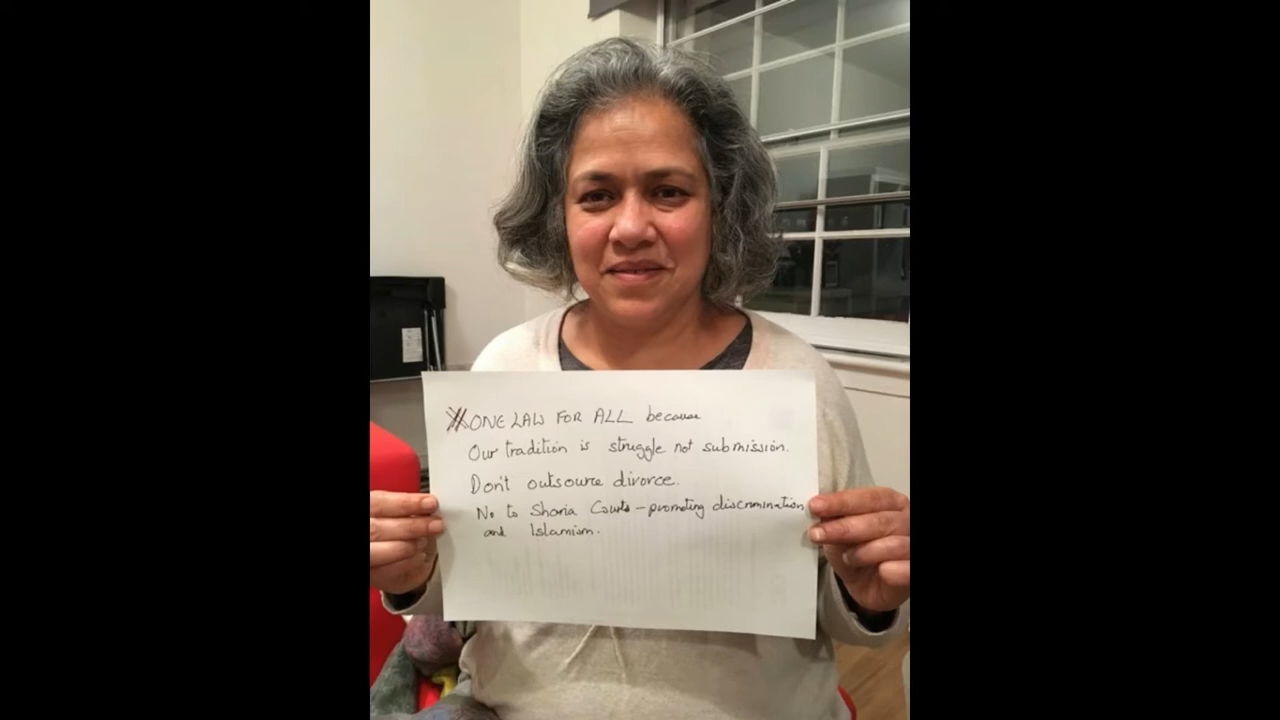 ONE LAW FOR ALL because
Our tradition is struggle not submission.
Don't outsource divorce.
No to Sharia Courts – promoting discrimination
and Islamism.